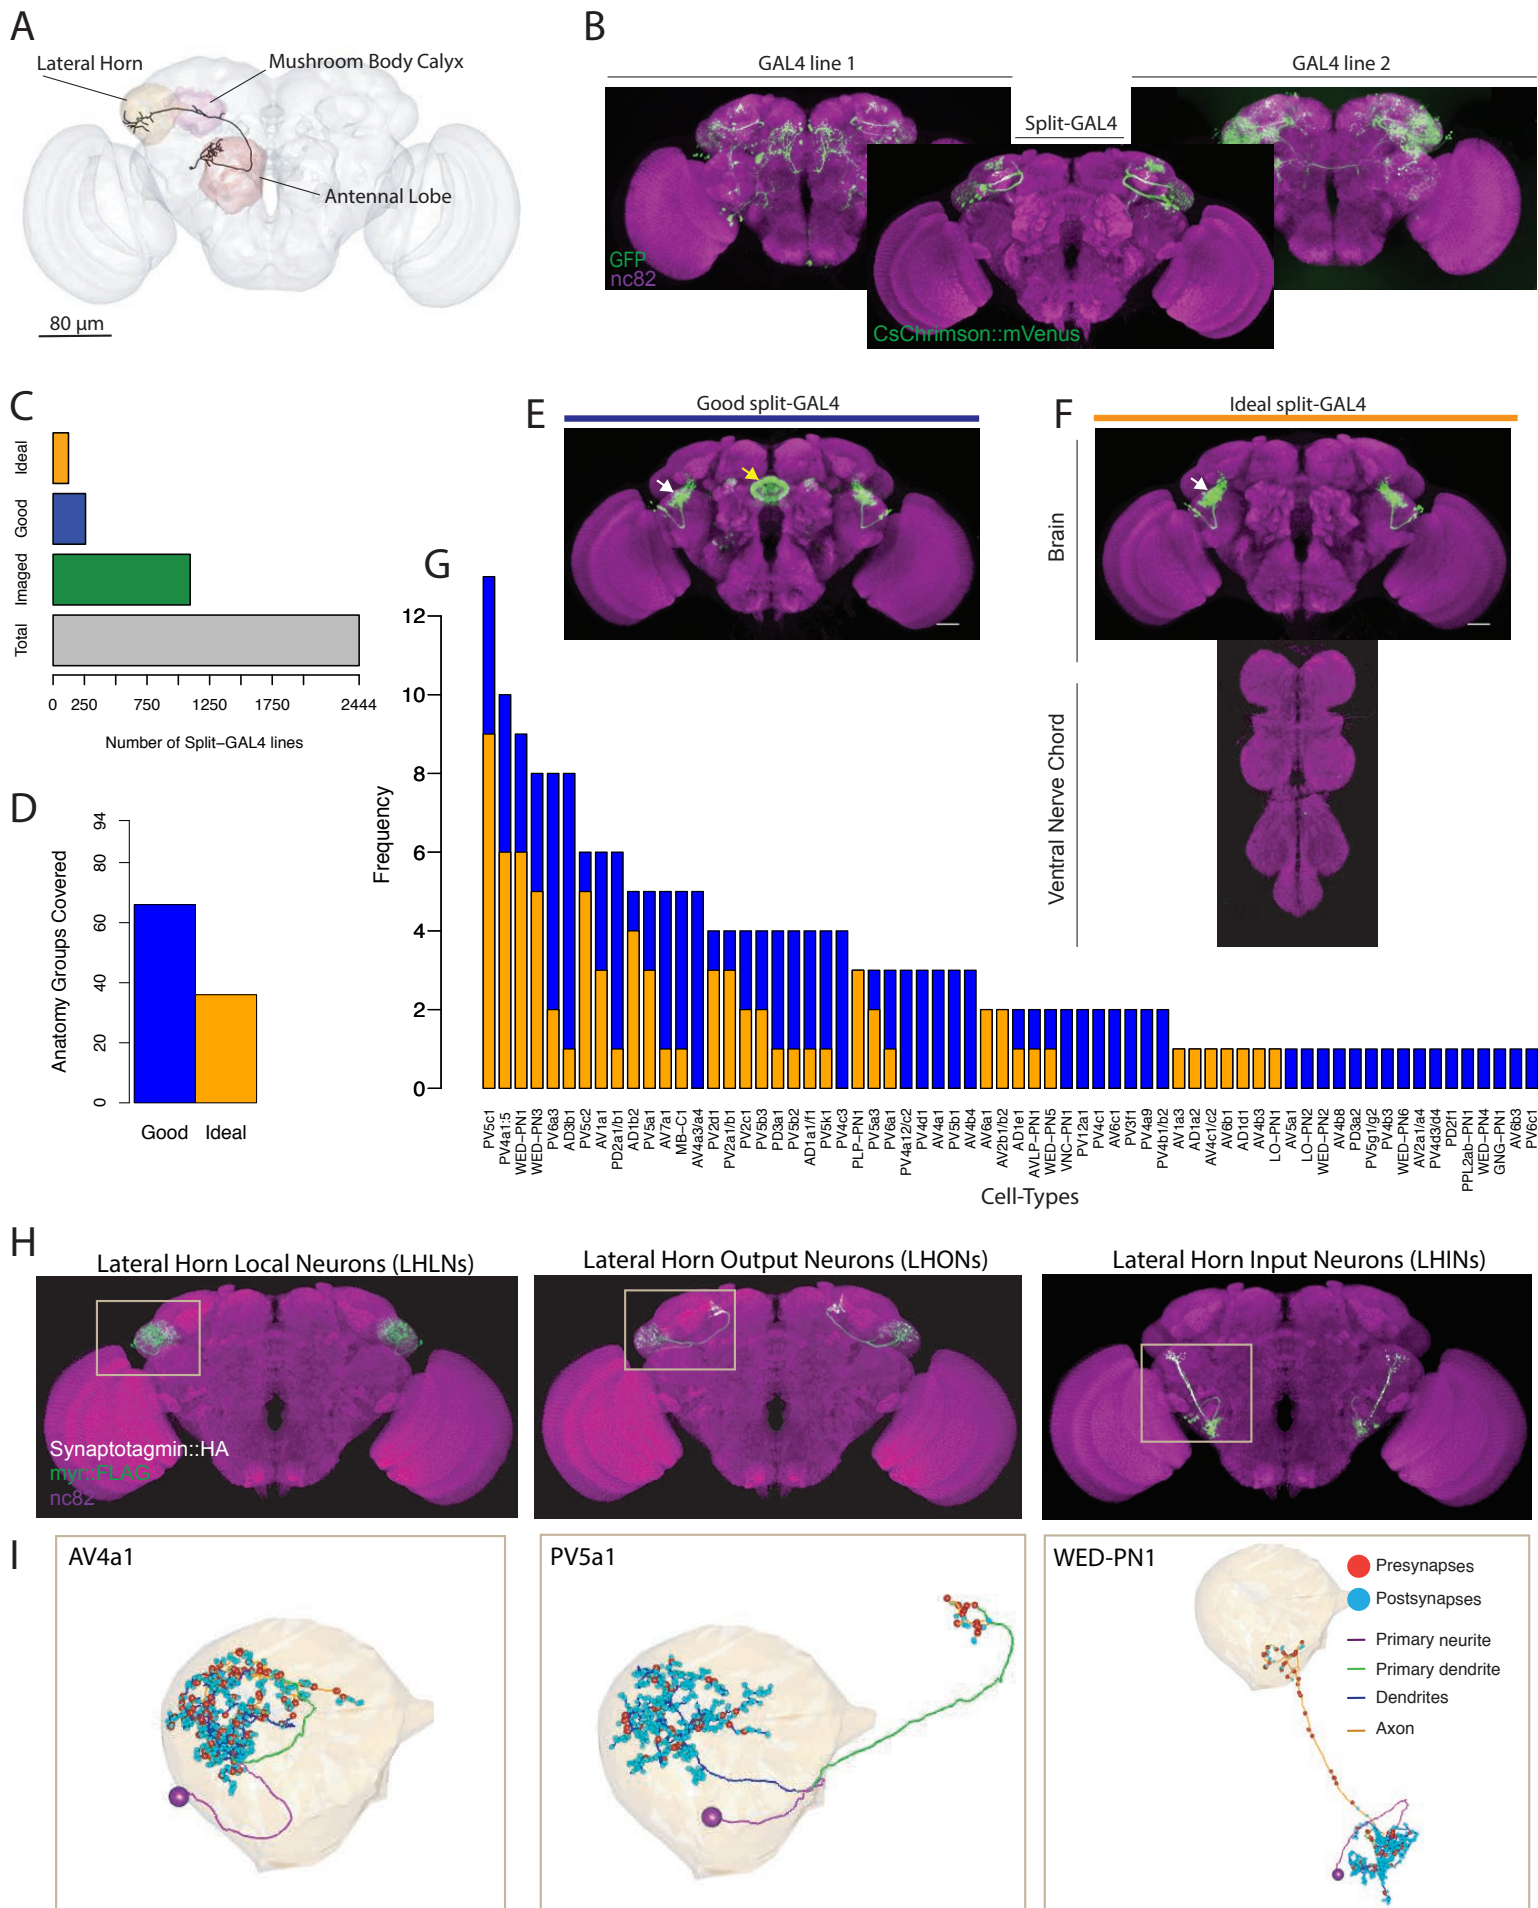 A
Lateral Horn
Mushroom Body Calyx
Antennal Lobe
80 µm
B
GAL4 line 1
GAL4 line 2
Split-GAL4
GFP
nc82
CsChrimson::mVenus
C
Ideal
Good
Imaged
Total
0 250 750 1250 1750 2444
Number of Split-GAL4 lines
D
Anatomy Groups Covered
0 20 40 60 80 94
Good Ideal
E
Good split-GAL4
F
Ideal split-GAL4
Brain
Ventral Nerve Chord
G
Frequency
12
10
8
6
4
2
0
PV5c1
PV4a1:5
WED-PN1
WED-PN3
PV6a3
AD3b1
PV5c2
AV1a1
PD2a1/b1
AD1b2
PV5a1
AV7a1
MB-C1
AV4a3/a4
PV2d1
PV2a1/b1
PV2c1
PV5b3
PD3a1
PV5b2
AD1a1/f1
PV5k1
PV4c3
PLP-PN1
PV5a3
PV6a1
PV4a12/c2
PV4d1
AV4a1
PV5b1
AV4b4
AV6a1
AV2b1/b2
AD1e1
AVLP-PN1
WED-PN5
VNC-PN1
PV12a1
PV4c1
AV6c1
PV3f1
PV4a9
PV4b1/b2
AV1a3
AD1a2
AV4c1/c2
AV6b1
AD1d1
AV4b3
LO-PN1
AV5a1
LO-PN2
WED-PN2
AV4b8
PD3a2
PV5g1/g2
PV4b3
WED-PN6
AV2a1/a4
PV4d3/d4
PD2f1
PPL2ab-PN1
WED-PN4
GNG-PN1
AV6b3
PV6c1
Cell-Types
H
Lateral Horn Local Neurons (LHLNs)
Lateral Horn Output Neurons (LHONs)
Lateral Horn Input Neurons (LHINs)
Synaptotagmin::HA
myr::FLAG
nc82
I
AV4a1
PV5a1
WED-PN1
Presynapses
Postsynapses
Primary neurite
Primary dendrite
Dendrites
Axon